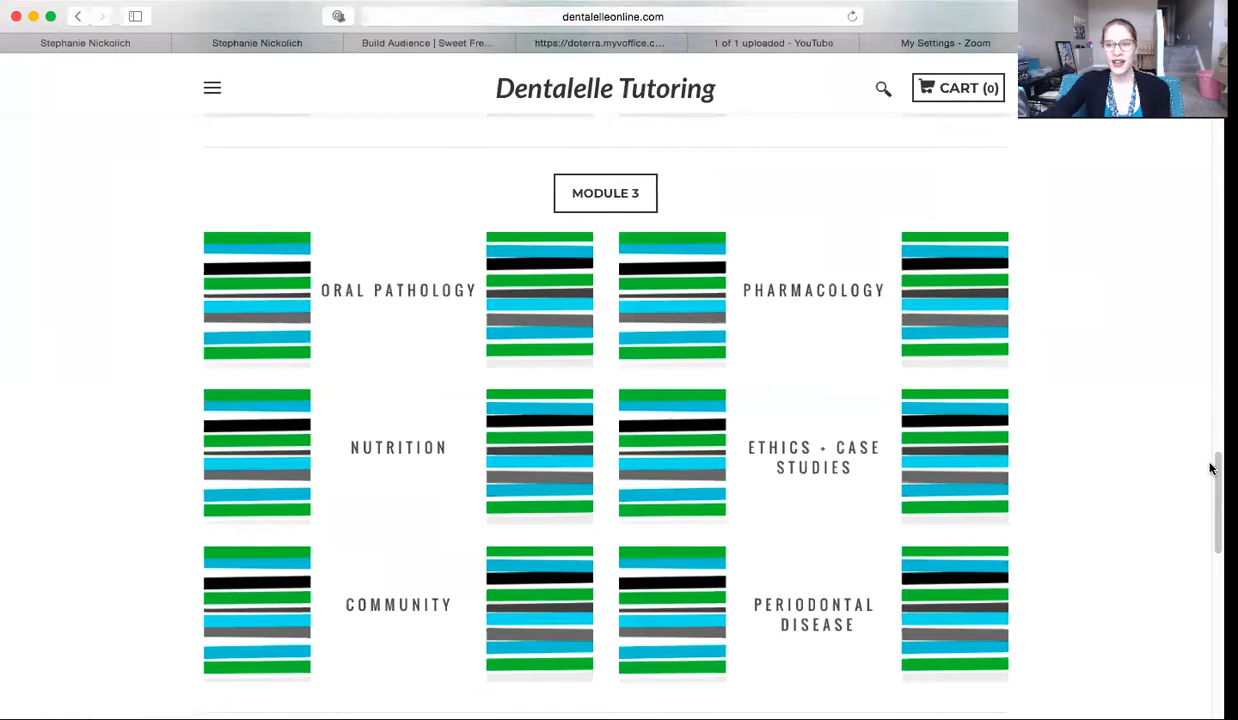 dentalelleonline.com
Stephanie Nickolich
Stephanie Nickolich
Build Audience | Sweet Fre...
https://doterra.myvoffice.c...
1 of 1 uploaded - YouTube
My Settings - Zoom
Dentalelle Tutoring
CART (0)
MODULE 3
ORAL PATHOLOGY
PHARMACOLOGY
NUTRITION
ETHICS + CASE
STUDIES
COMMUNITY
PERIODONTAL
DISEASE